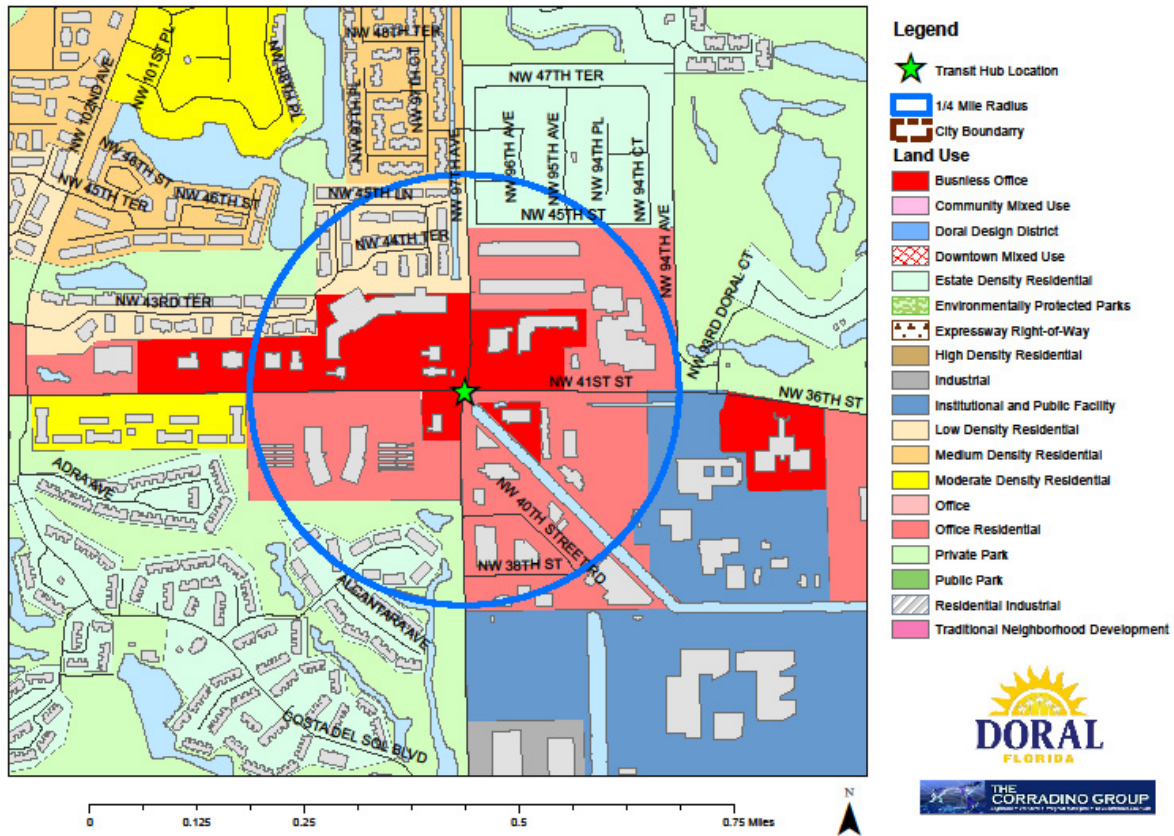 NW 48TH TER
NW 101ST PL
NW 98TH PL
NW 102ND AVE
NW 97TH PL
NW 97TH CT
NW 97TH AVE
NW 47TH TER
NW 96TH AVE
NW 95TH AVE
NW 94TH PL
NW 94TH CT
NW 46TH ST
NW 45TH TER
NW 46TH ST
NW 45TH LN
NW 45TH ST
NW 44TH TER
NW 94TH AVE
NW 93RD DORAL CT
NW 43RD TER
NW 41ST ST
NW 36TH ST
ADRA AVE
NW 40TH STREET RD
NW 38TH ST
ALCANTARA AVE
COSTA DEL SOL BLVD
0 0.125 0.25 0.5 0.75 Miles
N
Legend
Transit Hub Location
1/4 Mile Radius
City Boundarry
Land Use
Busniess Office
Community Mixed Use
Doral Design District
Downtown Mixed Use
Estate Density Residential
Environmentally Protected Parks
Expressway Right-of-Way
High Density Residential
Industrial
Institutional and Public Facility
Low Density Residential
Medium Density Residential
Moderate Density Residential
Office
Office Residential
Private Park
Public Park
Residential Industrial
Traditional Neighborhood Development
DORAL
FLORIDA
THE
CORRADINO GROUP